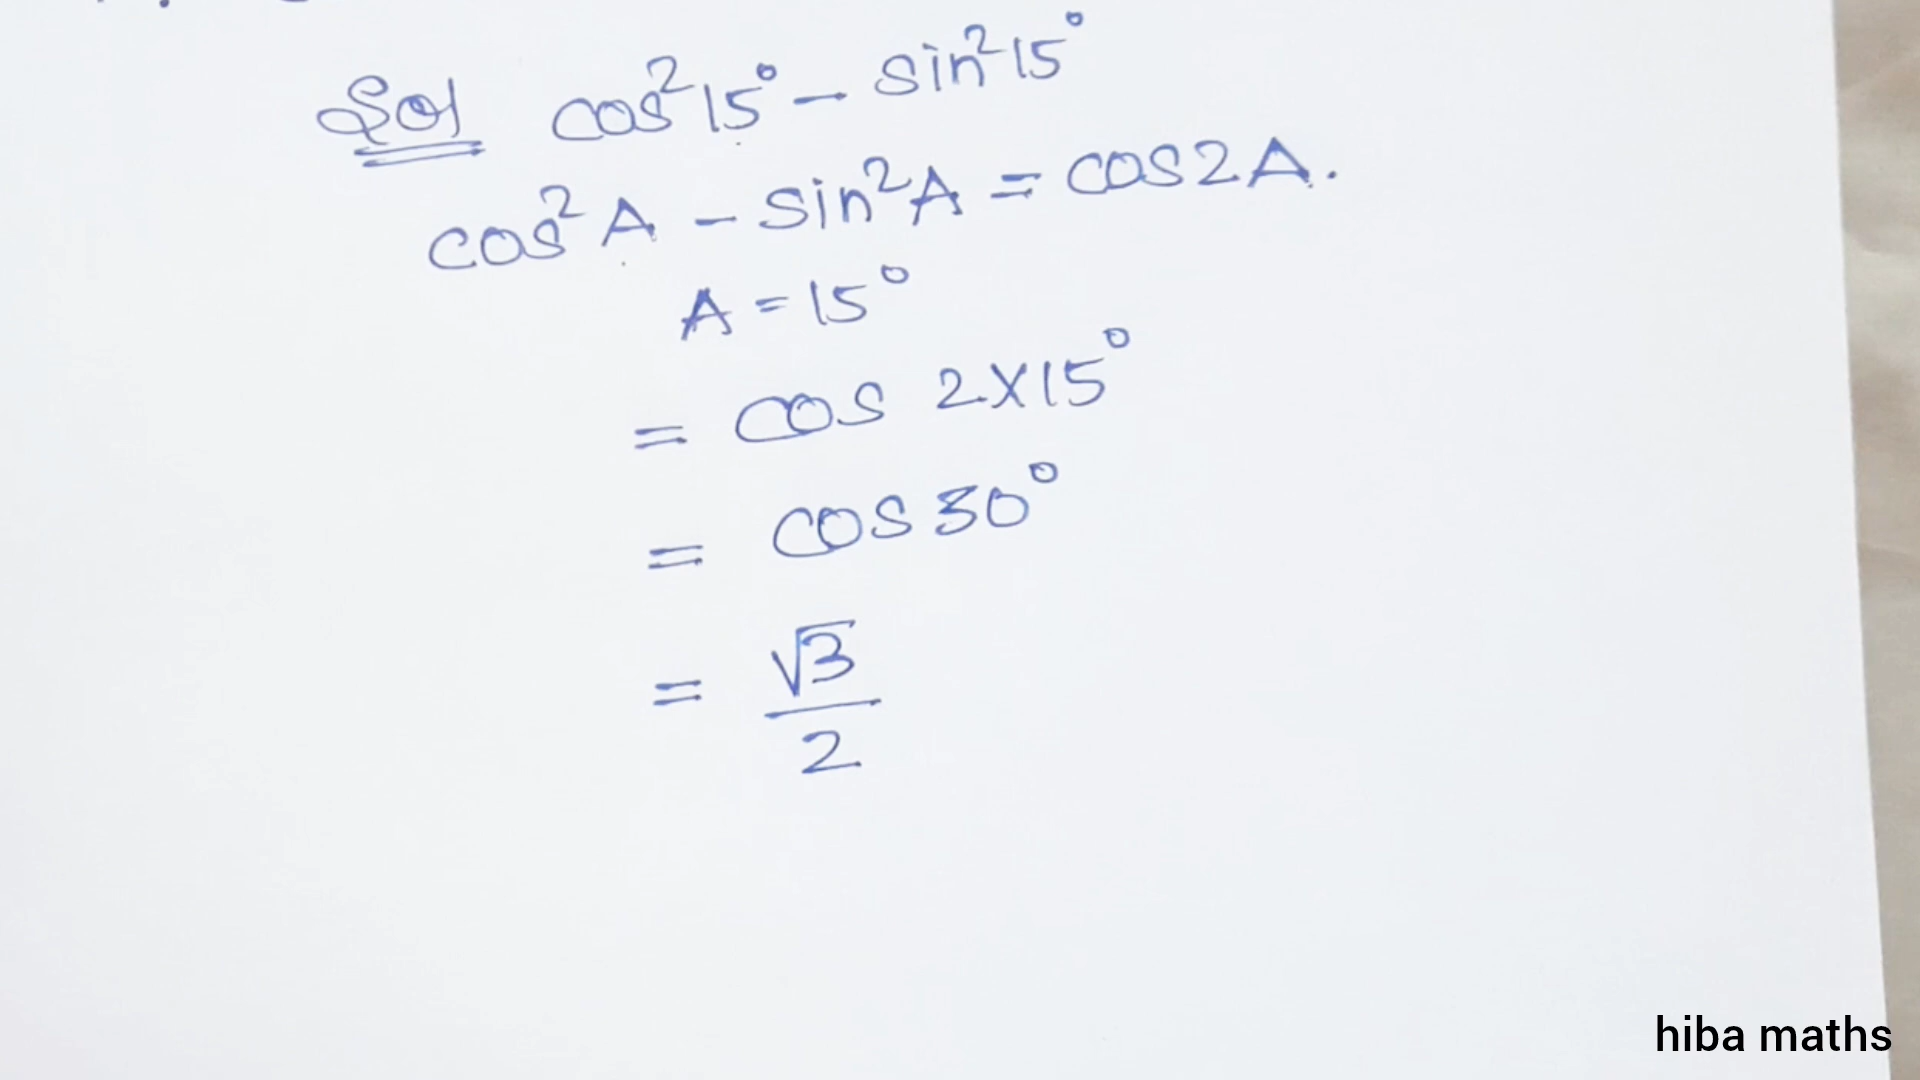 Sol cos²15° - sin²15°
cos²A - sin²A = cos2A.
A = 15°
= cos 2×15°
= cos 30°
= √3/2
hiba maths